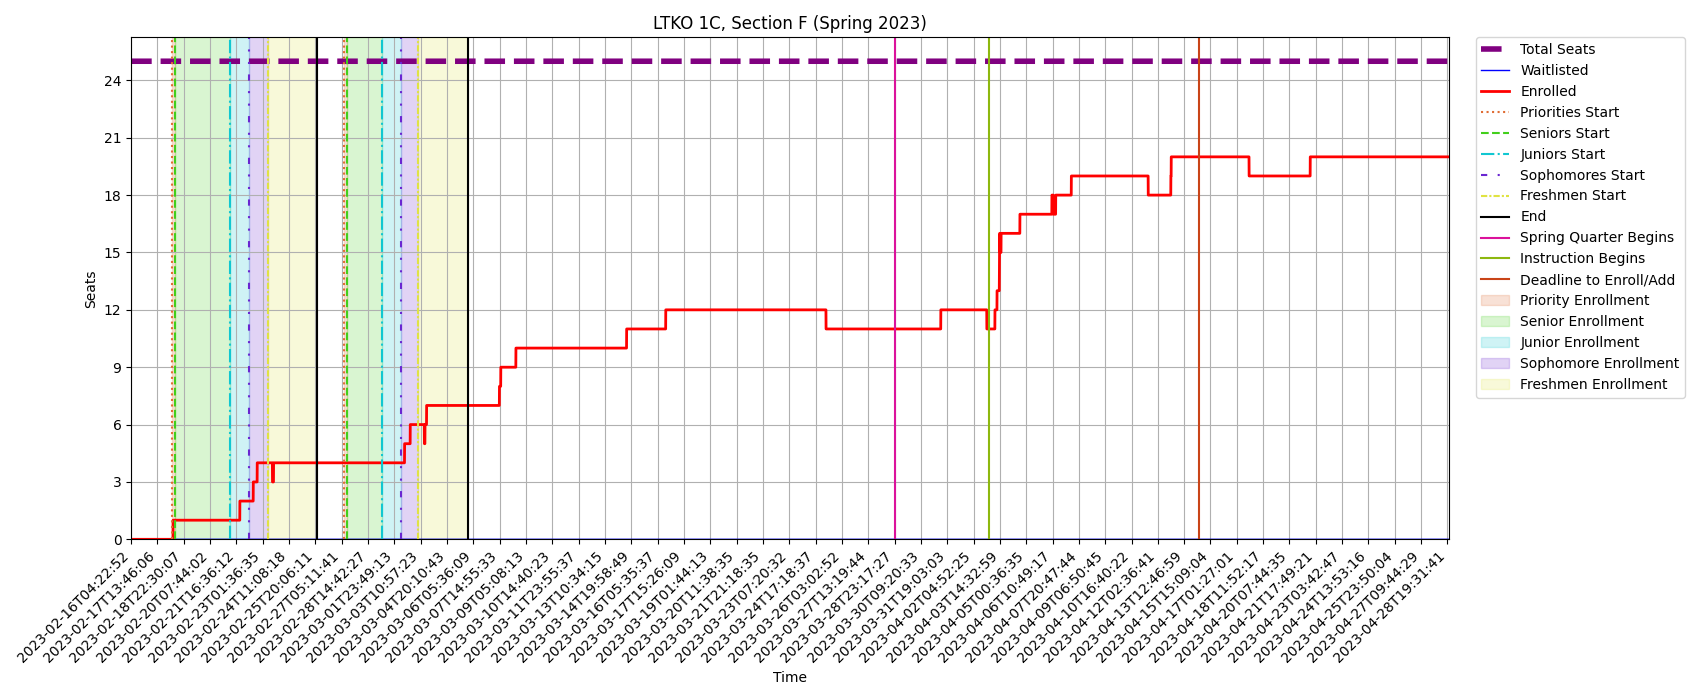 LTKO 1C, Section F (Spring 2023)
Seats
24
21
18
15
12
9
6
3
0
2023-02-16T04:22:52
2023-02-17T13:46:06
2023-02-18T22:30:07
2023-02-20T07:44:02
2023-02-21T16:36:12
2023-02-23T01:36:35
2023-02-24T11:08:18
2023-02-25T20:06:11
2023-02-27T05:11:41
2023-02-28T14:42:27
2023-03-01T23:49:13
2023-03-03T10:57:23
2023-03-04T20:10:43
2023-03-06T05:36:09
2023-03-07T14:55:33
2023-03-09T05:08:13
2023-03-10T14:40:23
2023-03-11T23:55:37
2023-03-13T10:34:15
2023-03-14T19:58:49
2023-03-16T05:35:37
2023-03-17T15:26:09
2023-03-19T01:44:13
2023-03-20T11:38:35
2023-03-21T21:18:35
2023-03-23T07:20:32
2023-03-24T17:18:37
2023-03-26T03:02:52
2023-03-27T13:19:44
2023-03-28T23:17:27
2023-03-30T09:20:33
2023-03-31T19:03:03
2023-04-02T04:52:25
2023-04-03T14:32:59
2023-04-05T00:36:35
2023-04-06T10:49:17
2023-04-07T20:47:44
2023-04-09T06:50:45
2023-04-10T16:40:22
2023-04-12T02:36:41
2023-04-13T12:46:59
2023-04-15T15:09:04
2023-04-17T01:27:01
2023-04-18T11:52:17
2023-04-20T07:44:35
2023-04-21T17:49:21
2023-04-23T03:42:47
2023-04-24T13:53:16
2023-04-25T23:50:04
2023-04-27T09:44:29
2023-04-28T19:31:41
Time
Total Seats
Waitlisted
Enrolled
Priorities Start
Seniors Start
Juniors Start
Sophomores Start
Freshmen Start
End
Spring Quarter Begins
Instruction Begins
Deadline to Enroll/Add
Priority Enrollment
Senior Enrollment
Junior Enrollment
Sophomore Enrollment
Freshmen Enrollment